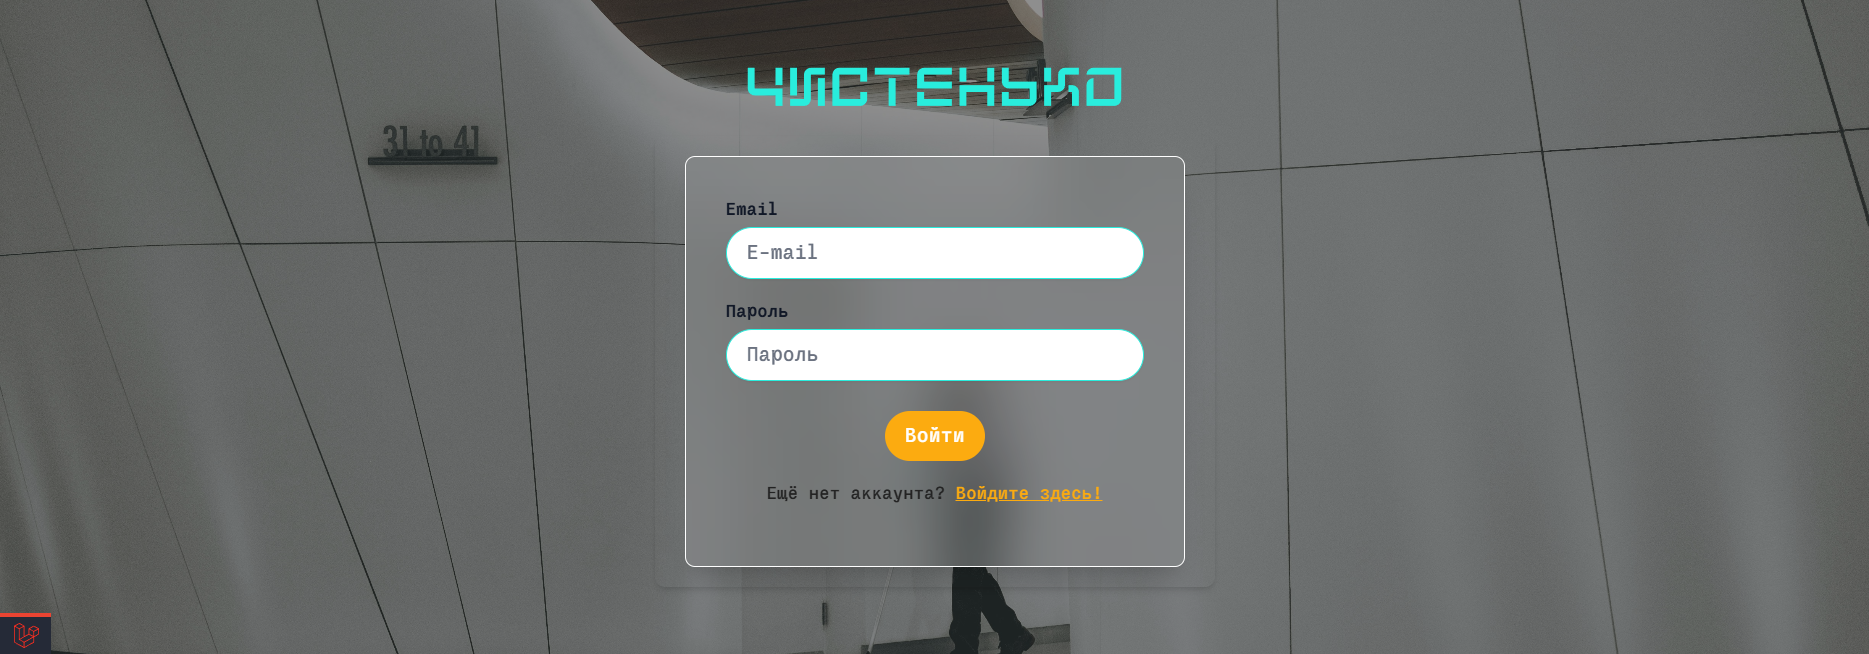 ЧИСТЕНЬКО
31 to 41
Email
E-mail
Пароль
Пароль
Войти
Ещё нет аккаунта? Войдите здесь!